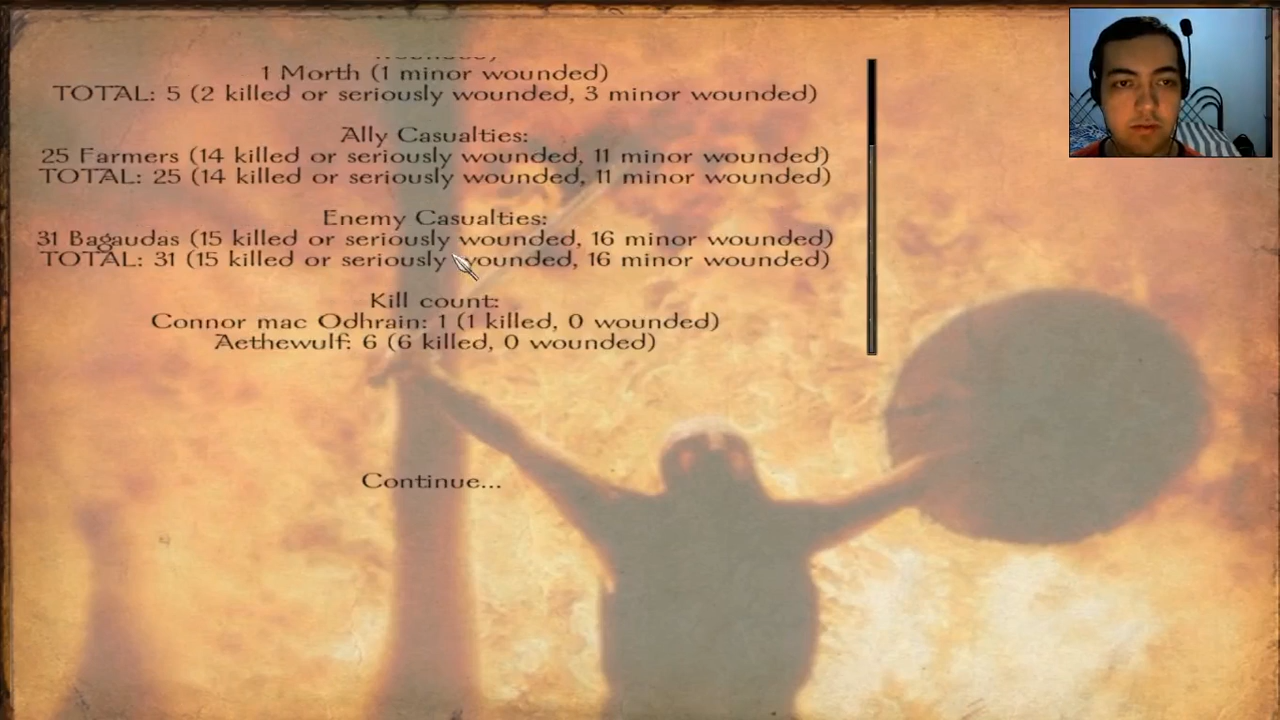 1 Morth (1 minor wounded)
TOTAL: 5 (2 killed or seriously wounded, 3 minor wounded)
Ally Casualties:
25 Farmers (14 killed or seriously wounded, 11 minor wounded)
TOTAL: 25 (14 killed or seriously wounded, 11 minor wounded)
Enemy Casualties:
31 Bagaudas (15 killed or seriously wounded, 16 minor wounded)
TOTAL: 31 (15 killed or seriously wounded, 16 minor wounded)
Kill count:
Connor mac Odhrain: 1 (1 killed, 0 wounded)
Aethewulf: 6 (6 killed, 0 wounded)
Continue...